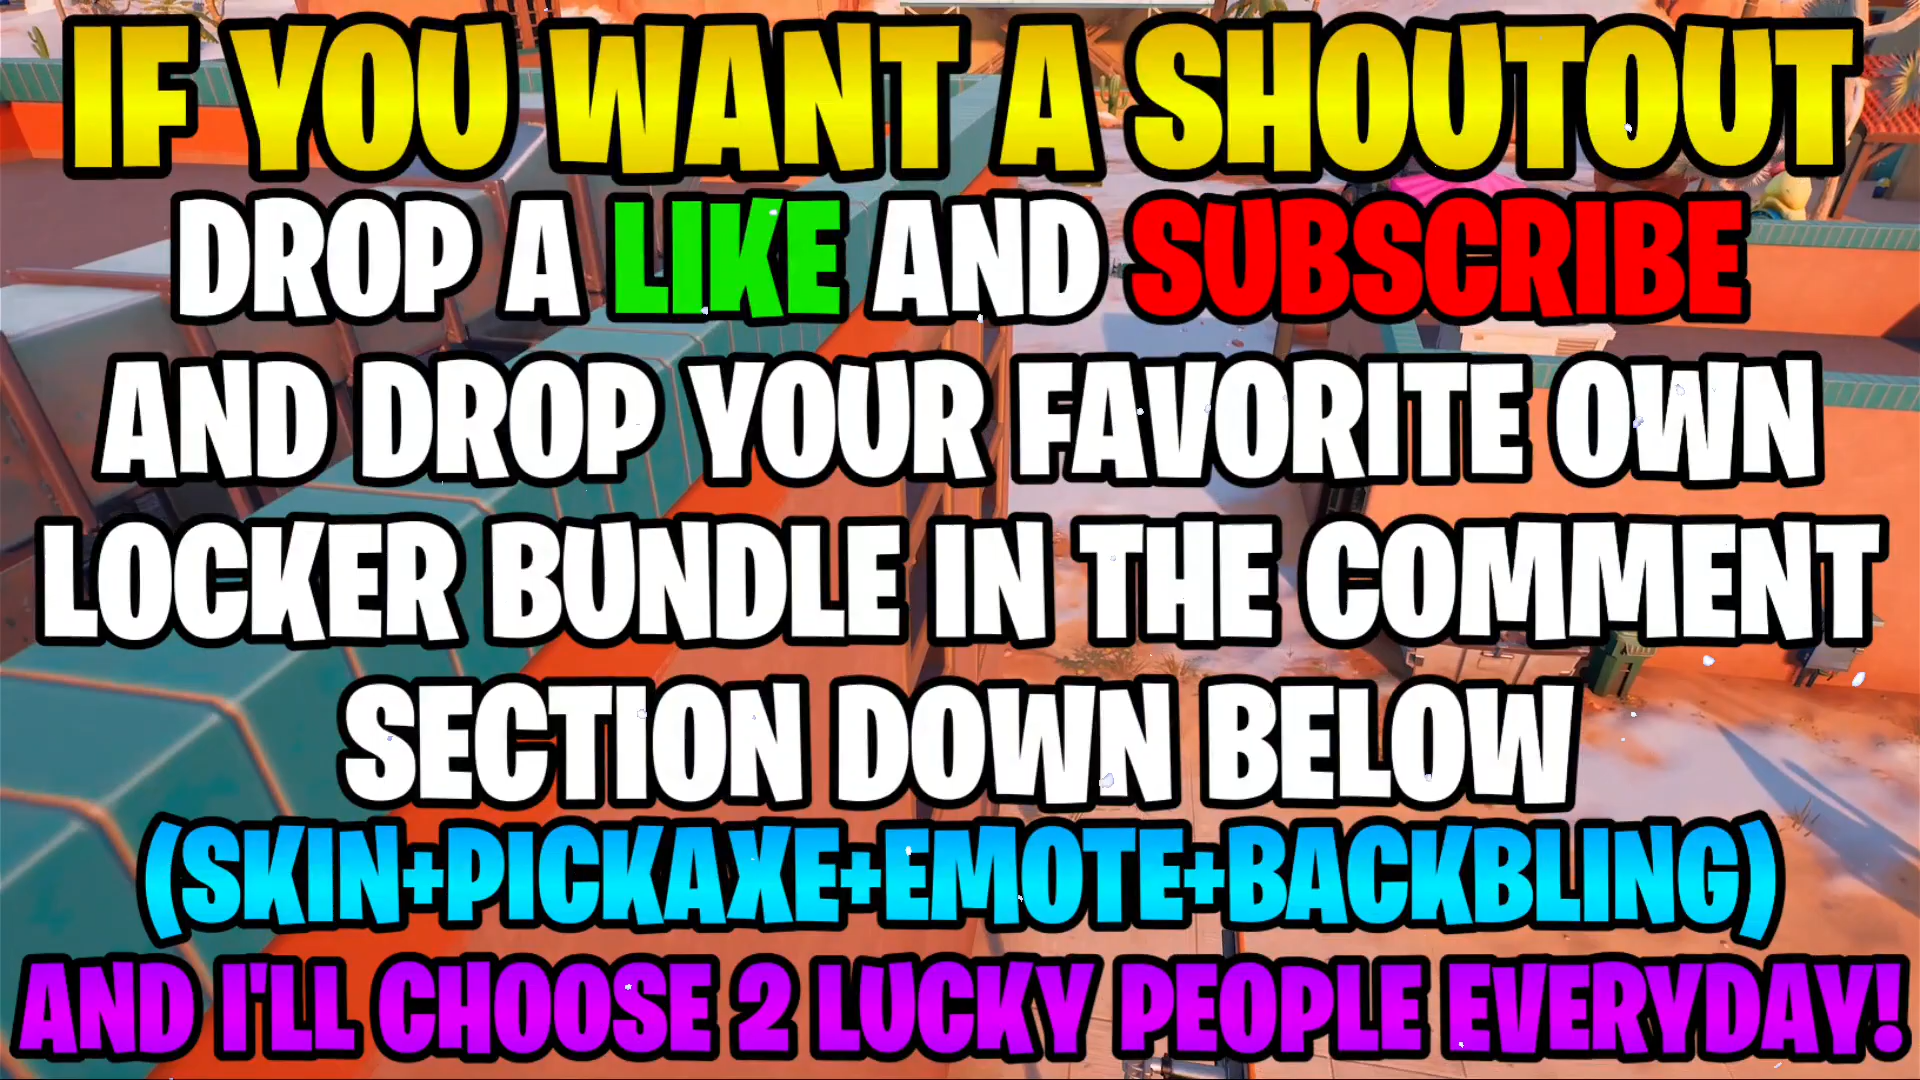 IF YOU WANT A SHOUTOUT
DROP A LIKE AND SUBSCRIBE
AND DROP YOUR FAVORITE OWN
LOCKER BUNDLE IN THE COMMENT
SECTION DOWN BELOW
(SKIN+PICKAXE+EMOTE+BACKBLING)
AND I'LL CHOOSE 2 LUCKY PEOPLE EVERYDAY!